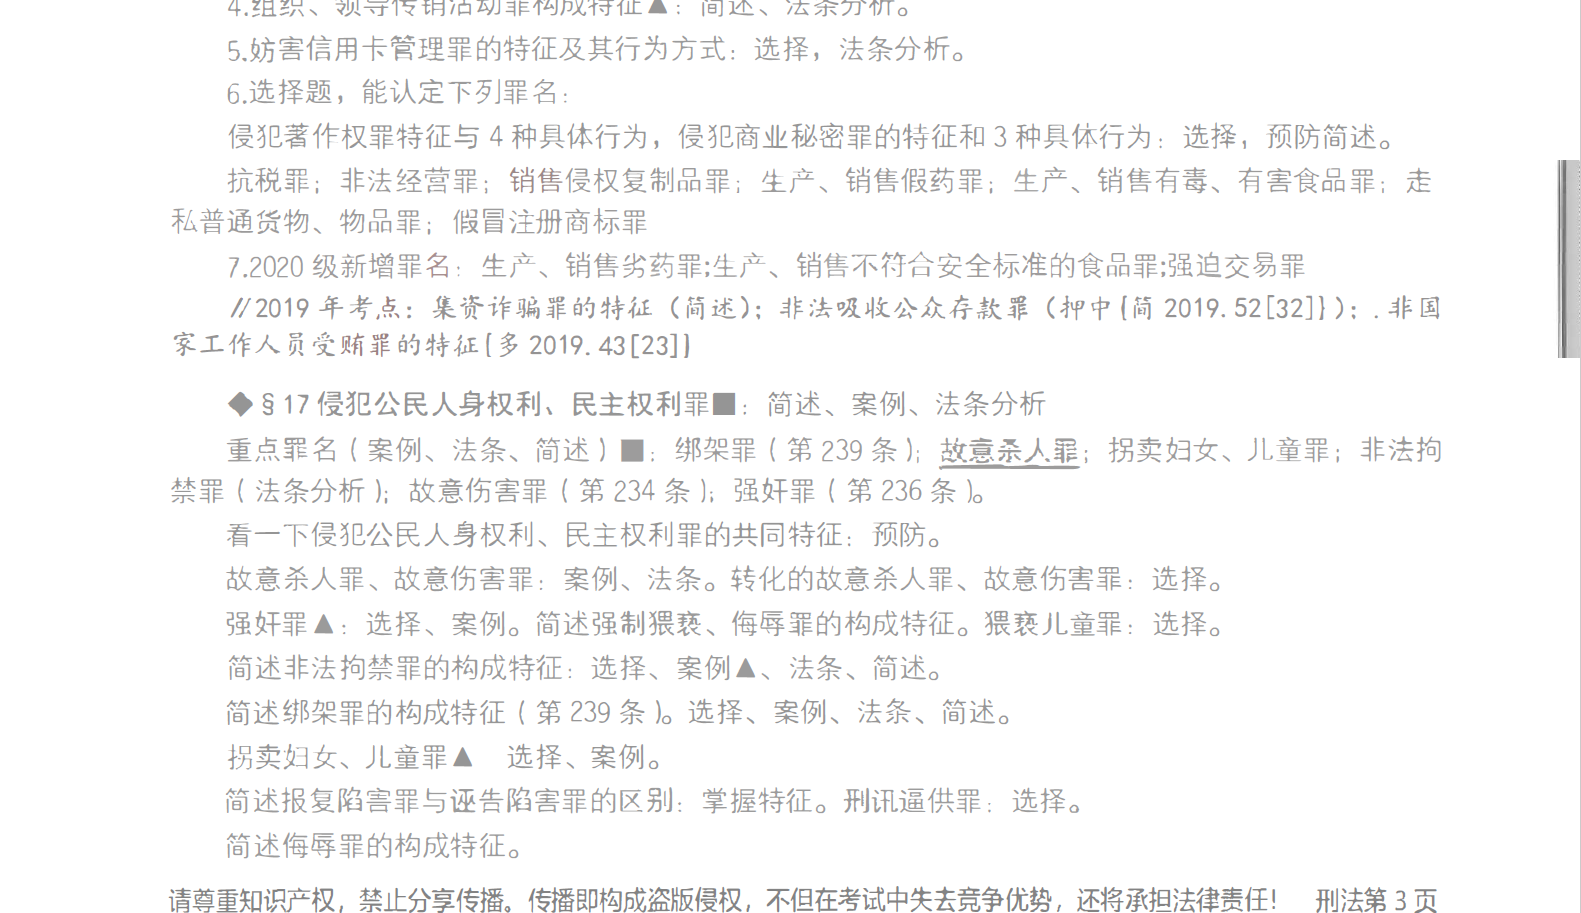 4.组织、领导传销活动罪构成特征▲：简述、法条分析。
5.妨害信用卡管理罪的特征及其行为方式：选择，法条分析。
6.选择题，能认定下列罪名：
侵犯著作权罪特征与 4 种具体行为，侵犯商业秘密罪的特征和 3 种具体行为：选择，预防简述。
抗税罪；非法经营罪；销售侵权复制品罪；生产、销售假药罪；生产、销售有毒、有害食品罪；走
私普通货物、物品罪；假冒注册商标罪
7.2020 级新增罪名：生产、销售劣药罪;生产、销售不符合安全标准的食品罪;强迫交易罪
∥2019 年考点：集资诈骗罪的特征（简述）；非法吸收公众存款罪（押中{简 2019.52[32]}）；.非国
家工作人员受贿罪的特征{多 2019.43[23]}
◆§17 侵犯公民人身权利、民主权利罪■：简述、案例、法条分析
重点罪名（案例、法条、简述）■：绑架罪（第 239 条）；故意杀人罪；拐卖妇女、儿童罪；非法拘
禁罪（法条分析）；故意伤害罪（第 234 条）；强奸罪（第 236 条）。
看一下侵犯公民人身权利、民主权利罪的共同特征：预防。
故意杀人罪、故意伤害罪：案例、法条。转化的故意杀人罪、故意伤害罪：选择。
强奸罪▲：选择、案例。简述强制猥亵、侮辱罪的构成特征。猥亵儿童罪：选择。
简述非法拘禁罪的构成特征：选择、案例▲、法条、简述。
简述绑架罪的构成特征（第 239 条）。选择、案例、法条、简述。
拐卖妇女、儿童罪▲ 选择、案例。
简述报复陷害罪与诬告陷害罪的区别：掌握特征。刑讯逼供罪：选择。
简述侮辱罪的构成特征。
请尊重知识产权，禁止分享传播。传播即构成盗版侵权，不但在考试中失去竞争优势，还将承担法律责任！ 刑法第 3 页